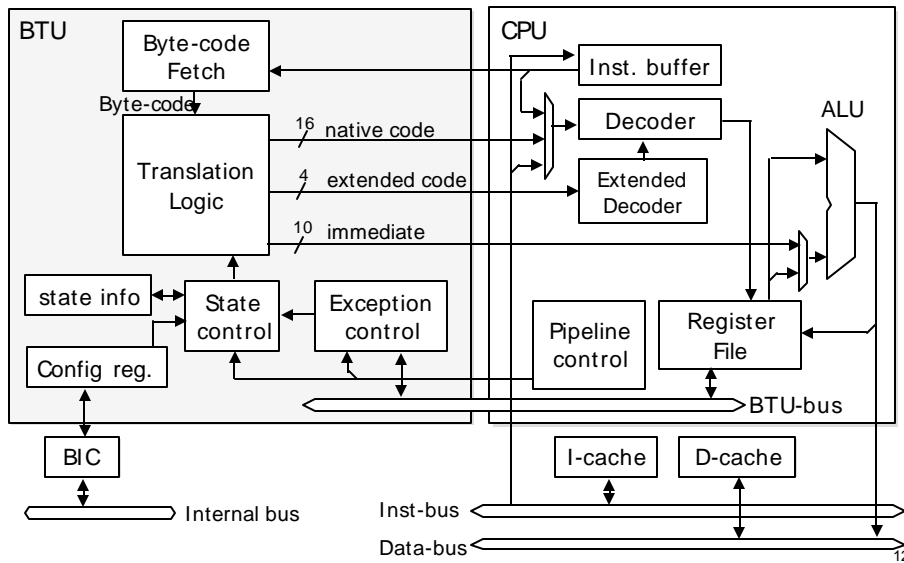 BTU
Byte-code
Fetch
Byte-code
Translation
Logic
16
native code
4
extended code
10
immediate
state info
State
control
Exception
control
Config reg.
BIC
Internal bus
CPU
Inst. buffer
ALU
Decoder
Extended
Decoder
Pipeline
control
Register
File
BTU-bus
I-cache
D-cache
Inst-bus
Data-bus
12